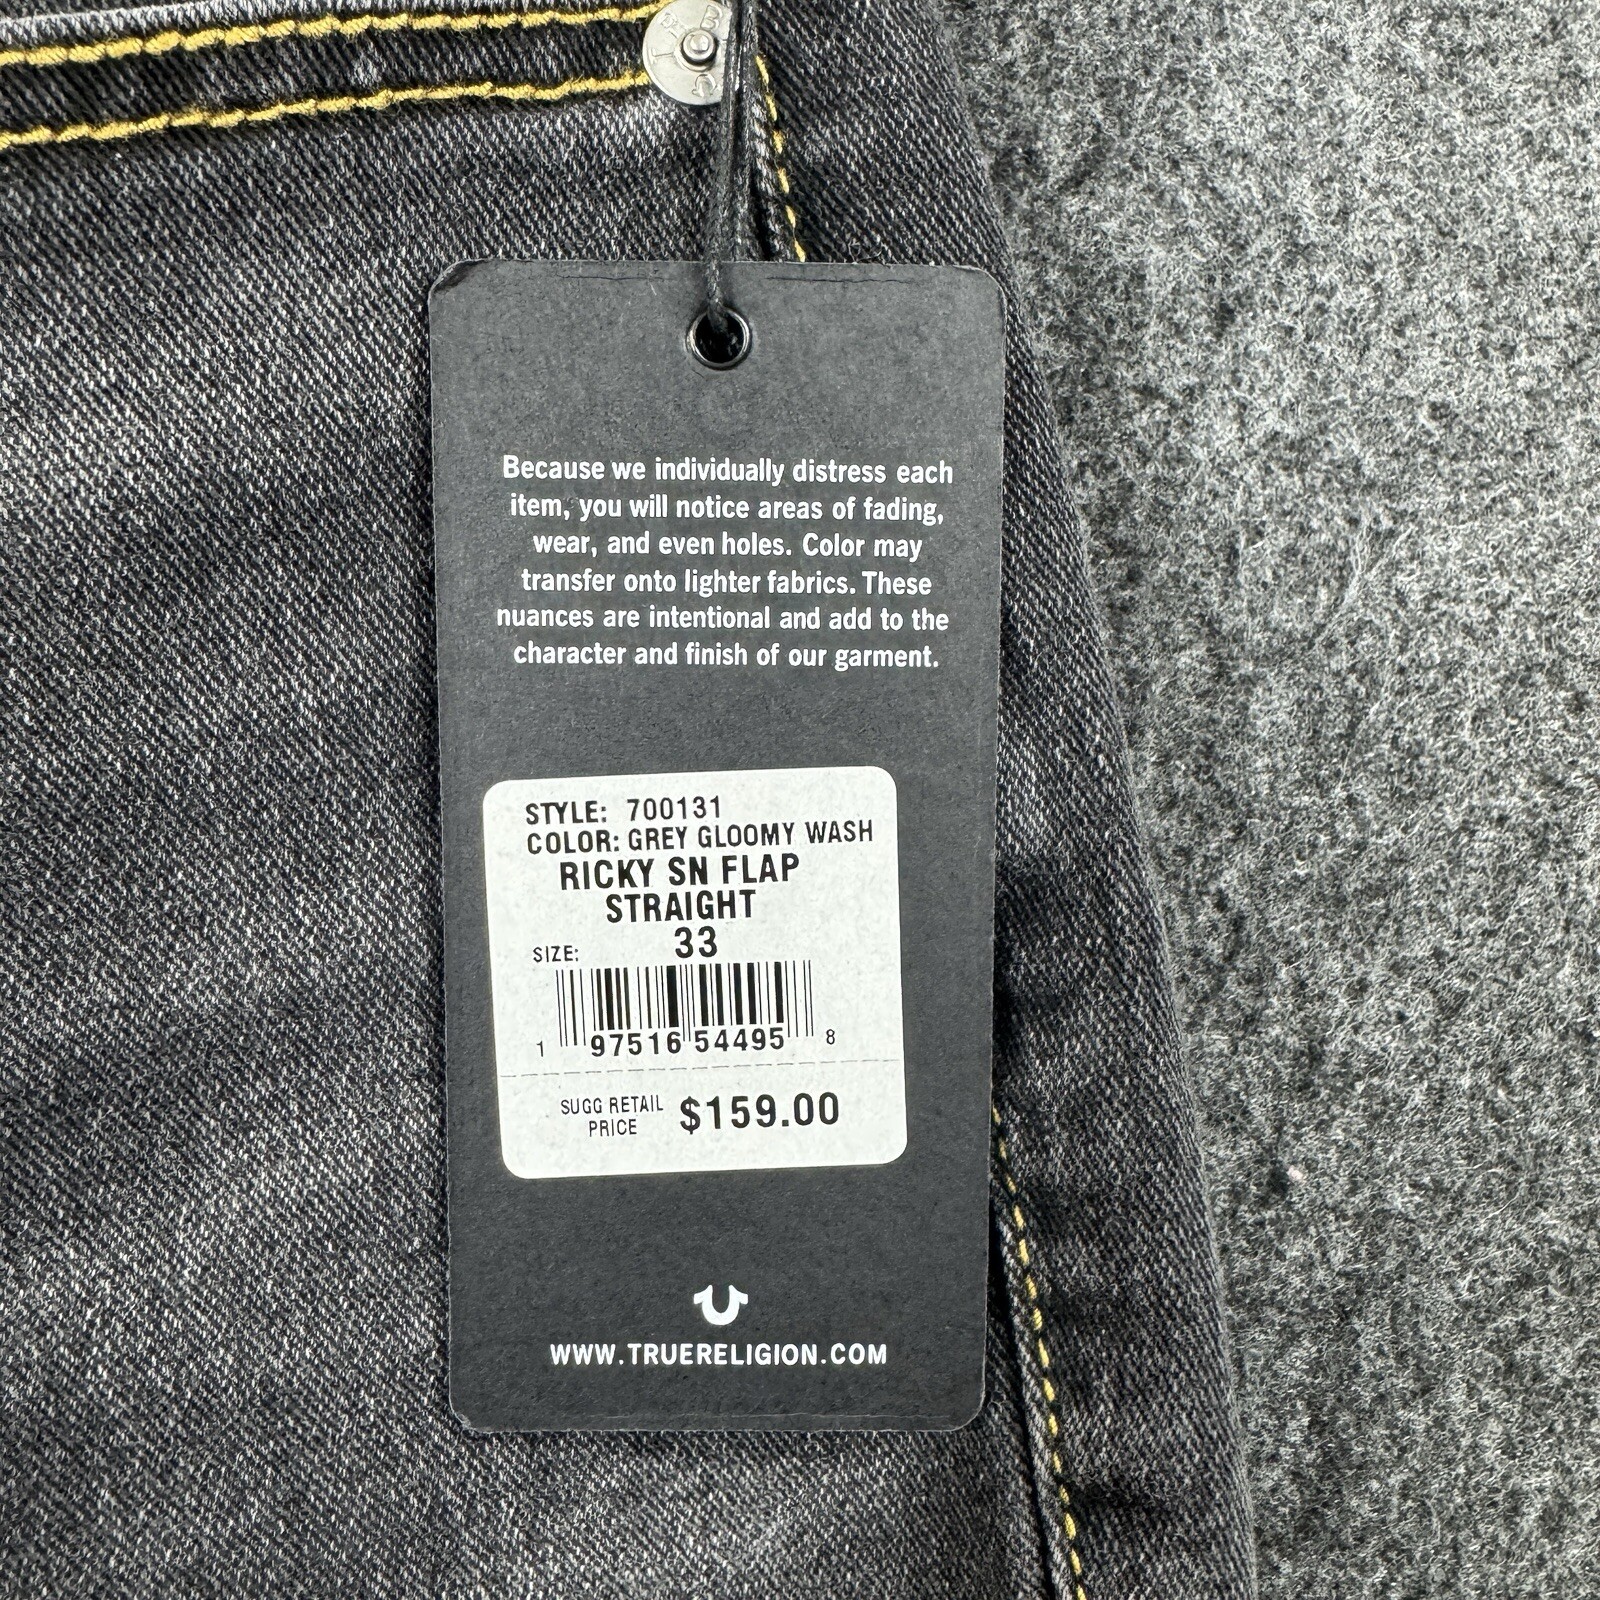 Because we individually distress each
item, you will notice areas of fading,
wear, and even holes. Color may
transfer onto lighter fabrics. These
nuances are intentional and add to the
character and finish of our garment.
STYLE: 700131
COLOR: GREY GLOOMY WASH
RICKY SN FLAP
STRAIGHT
SIZE: 33
1 97516 54495 8
SUGG RETAIL
PRICE $159.00
WWW.TRUERELIGION.COM